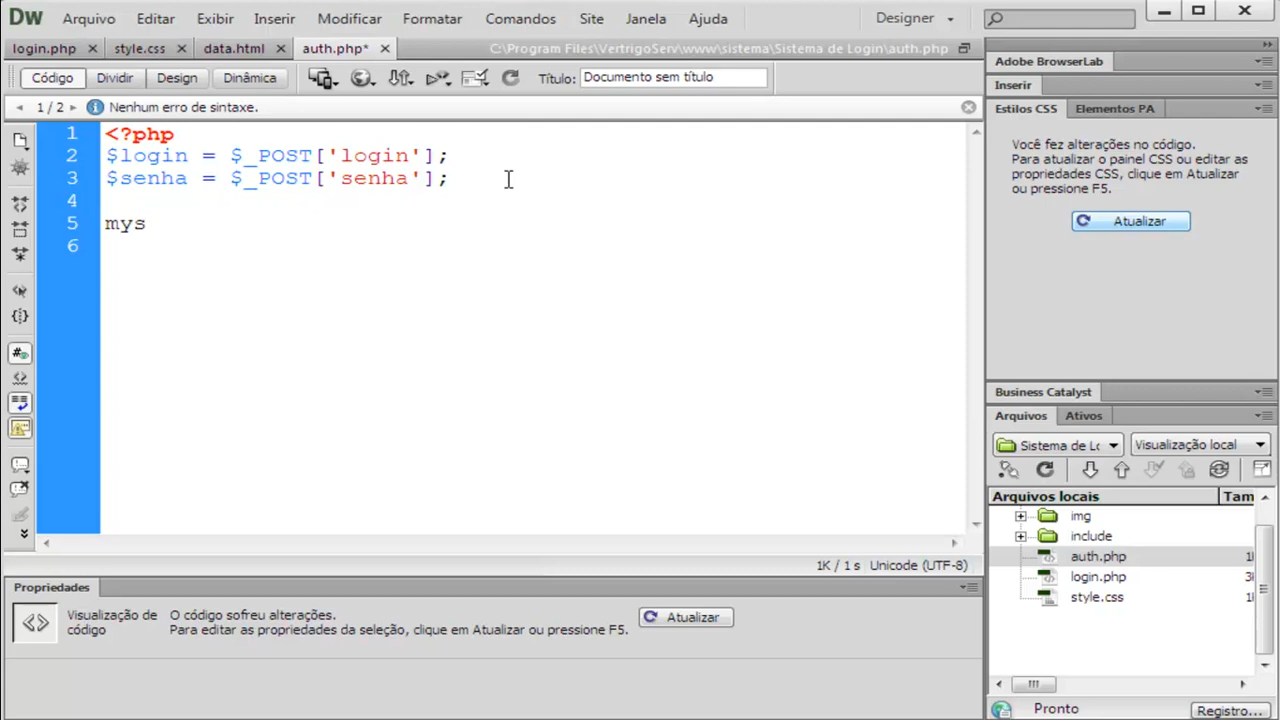 Dw Arquivo Editar Exibir Inserir Modificar Formatar Comandos Site Janela Ajuda Designer
login.php style.css data.html auth.php* C:\Program Files\VertrigoServ\www\sistema\Sistema de Login\auth.php
Código Dividir Design Dinâmica Título: Documento sem título
1 / 2 Nenhum erro de sintaxe.
1 <?php
2 $login = $_POST['login'];
3 $senha = $_POST['senha'];
4
5 mys
6
1K / 1 s Unicode (UTF-8)
Propriedades
Visualização de código
O código sofreu alterações.
Para editar as propriedades da seleção, clique em Atualizar ou pressione F5.
Atualizar
Adobe BrowserLab
Inserir
Estilos CSS Elementos PA
Você fez alterações no código.
Para atualizar o painel CSS ou editar as
propriedades CSS, clique em Atualizar
ou pressione F5.
Atualizar
Business Catalyst
Arquivos Ativos
Sistema de Lo Visualização local
Arquivos locais Tam
img
include
auth.php 1
login.php 3
style.css 1
Pronto Registro...